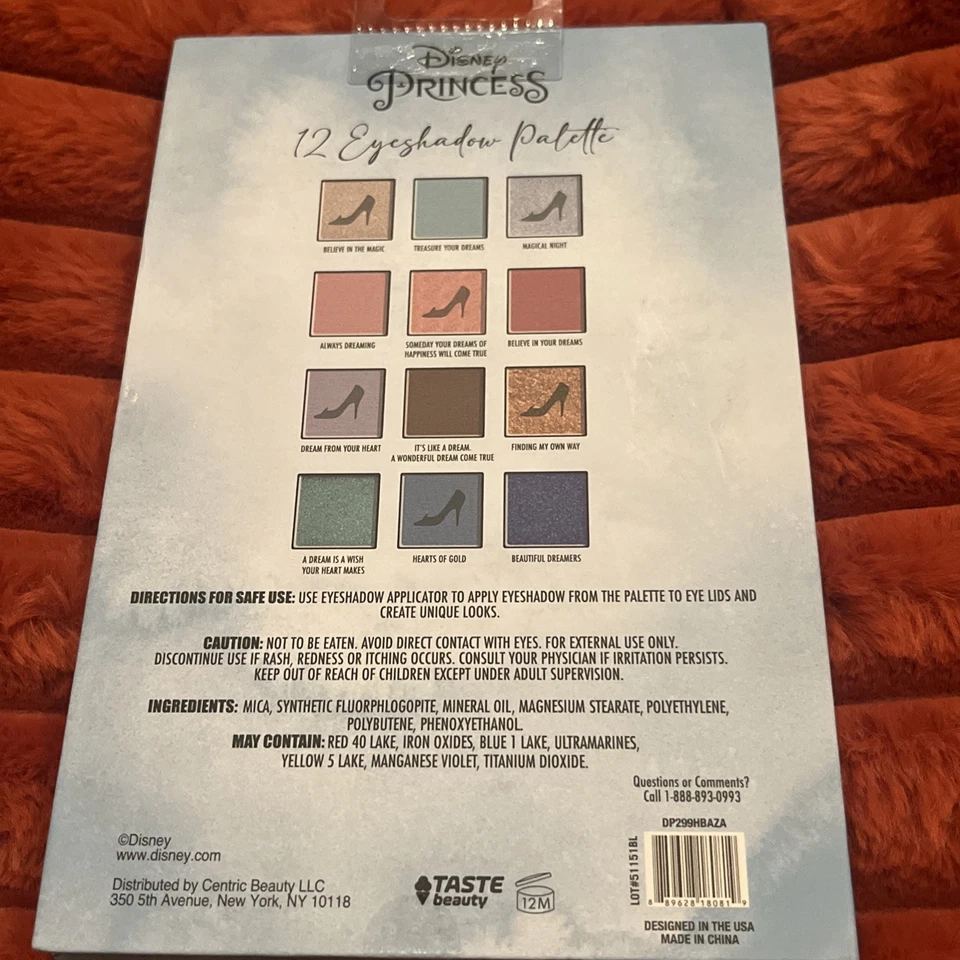 Disney
PRINCESS
12 Eyeshadow Palette
BELIEVE IN THE MAGIC
TREASURE YOUR DREAMS
MAGICAL NIGHT
ALWAYS DREAMING
SOMEDAY YOUR DREAMS OF
HAPPINESS WILL COME TRUE
BELIEVE IN YOUR DREAMS
DREAM FROM YOUR HEART
IT'S LIKE A DREAM.
A WONDERFUL DREAM COME TRUE
FINDING MY OWN WAY
A DREAM IS A WISH
YOUR HEART MAKES
HEARTS OF GOLD
BEAUTIFUL DREAMERS
DIRECTIONS FOR SAFE USE: USE EYESHADOW APPLICATOR TO APPLY EYESHADOW FROM THE PALETTE TO EYE LIDS AND
CREATE UNIQUE LOOKS.
CAUTION: NOT TO BE EATEN. AVOID DIRECT CONTACT WITH EYES. FOR EXTERNAL USE ONLY.
DISCONTINUE USE IF RASH, REDNESS OR ITCHING OCCURS. CONSULT YOUR PHYSICIAN IF IRRITATION PERSISTS.
KEEP OUT OF REACH OF CHILDREN EXCEPT UNDER ADULT SUPERVISION.
INGREDIENTS: MICA, SYNTHETIC FLUORPHLOGOPITE, MINERAL OIL, MAGNESIUM STEARATE, POLYETHYLENE,
POLYBUTENE, PHENOXYETHANOL.
MAY CONTAIN: RED 40 LAKE, IRON OXIDES, BLUE 1 LAKE, ULTRAMARINES,
YELLOW 5 LAKE, MANGANESE VIOLET, TITANIUM DIOXIDE.
Questions or Comments?
Call 1-888-893-0993
DP299HBAZA
LOT#51151BL
8 89628 18081 9
©Disney
www.disney.com
Distributed by Centric Beauty LLC
350 5th Avenue, New York, NY 10118
TASTE
beauty
12M
DESIGNED IN THE USA
MADE IN CHINA